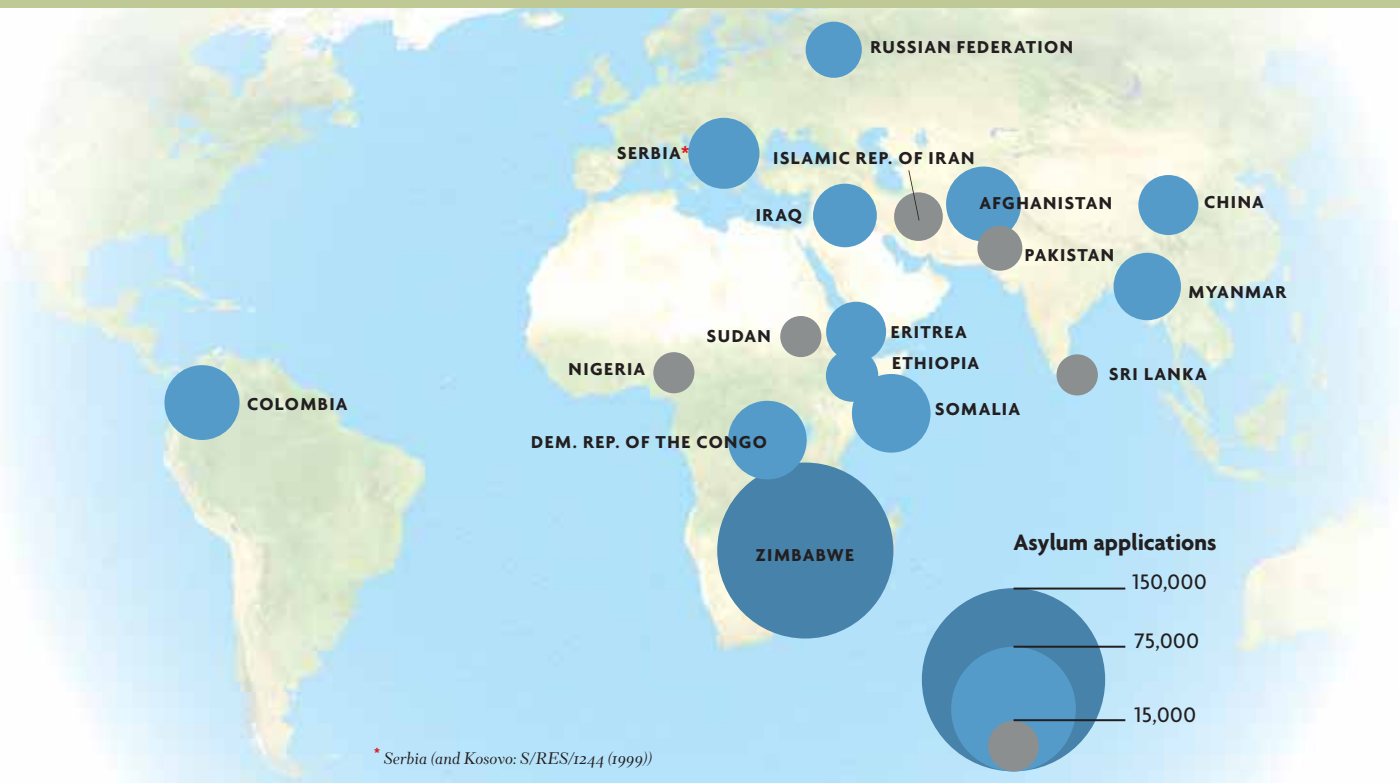 RUSSIAN FEDERATION
SERBIA*
ISLAMIC REP. OF IRAN
IRAQ
AFGHANISTAN
CHINA
PAKISTAN
MYANMAR
SUDAN
ERITREA
ETHIOPIA
NIGERIA
SRI LANKA
COLOMBIA
SOMALIA
DEM. REP. OF THE CONGO
ZIMBABWE
Asylum applications
150,000
75,000
15,000
* Serbia (and Kosovo: S/RES/1244 (1999))